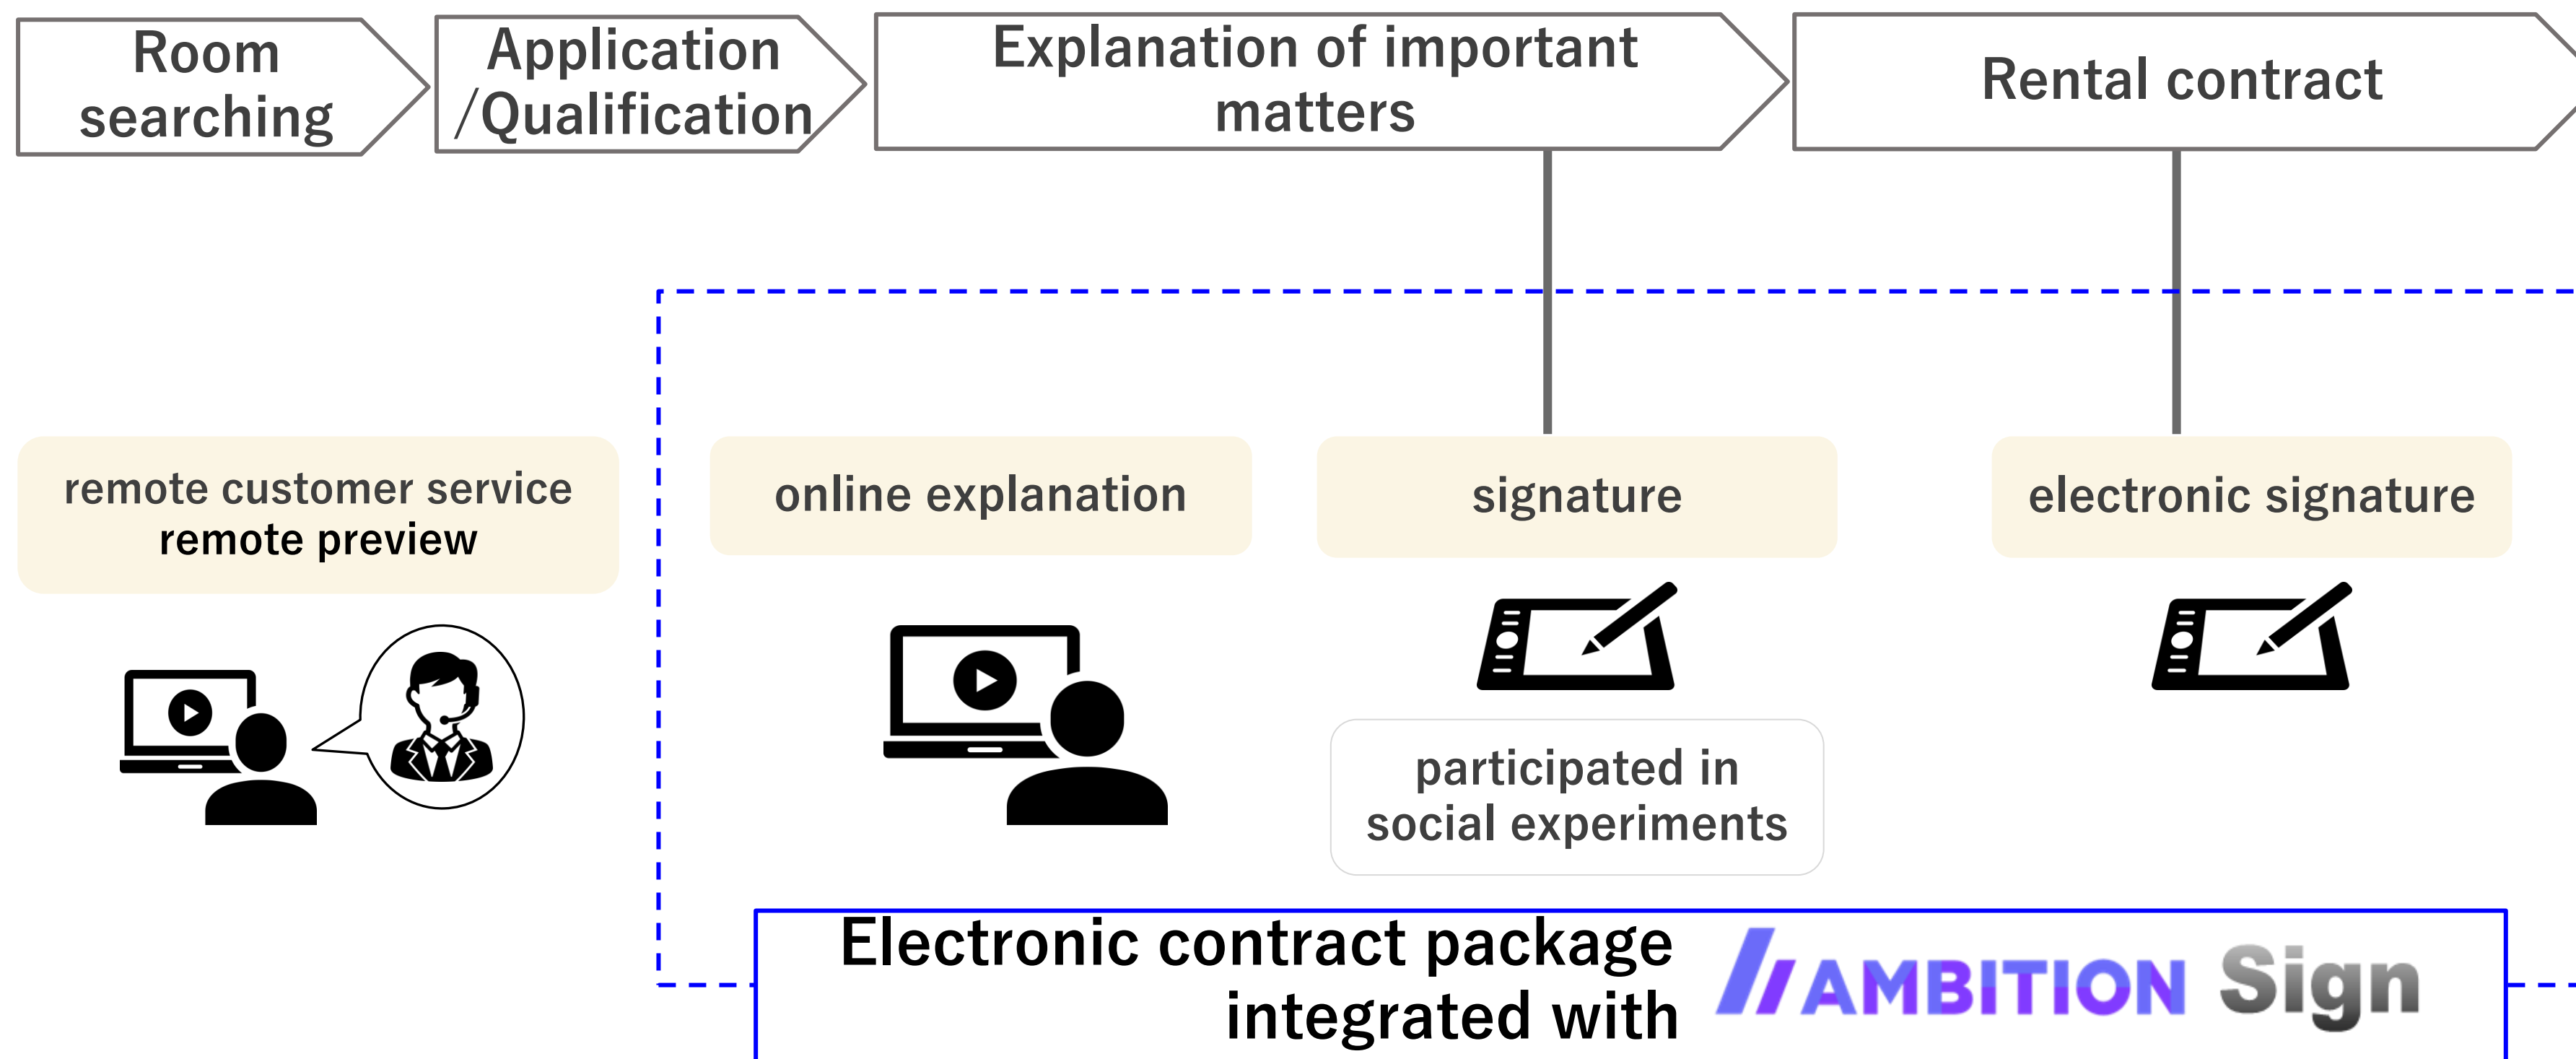 Room
searching
Application
/Qualification
Explanation of important
matters
Rental contract
remote customer service
remote preview
online explanation
signature
electronic signature
participated in
social experiments
Electronic contract package
integrated with
AMBITION Sign